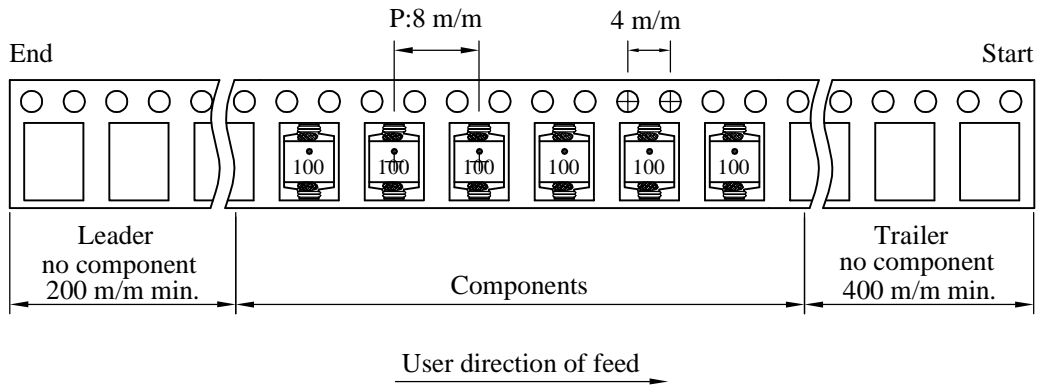 P:8 m/m
4 m/m
End
Start
100 100 100 100 100 100
Leader
no component
200 m/m min.
Components
Trailer
no component
400 m/m min.
User direction of feed